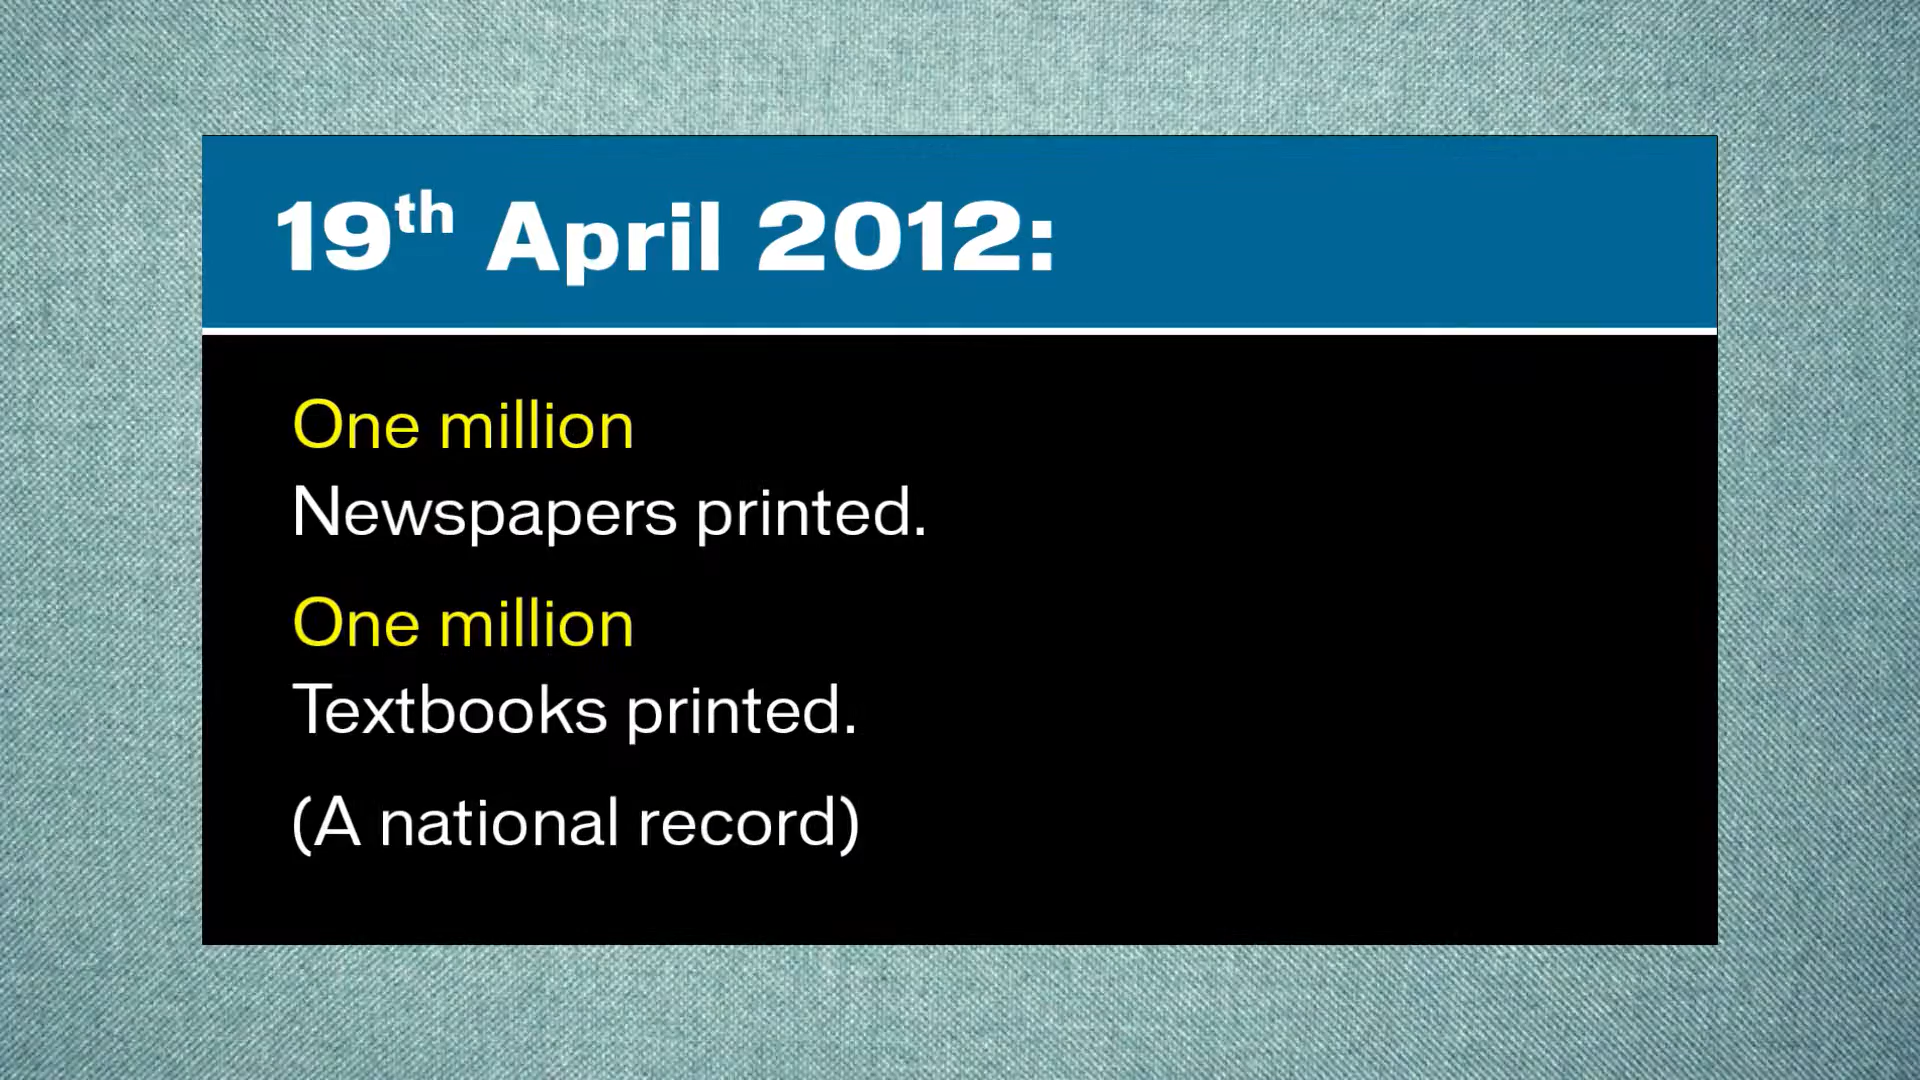 19th April 2012:
One million
Newspapers printed.
One million
Textbooks printed.
(A national record)